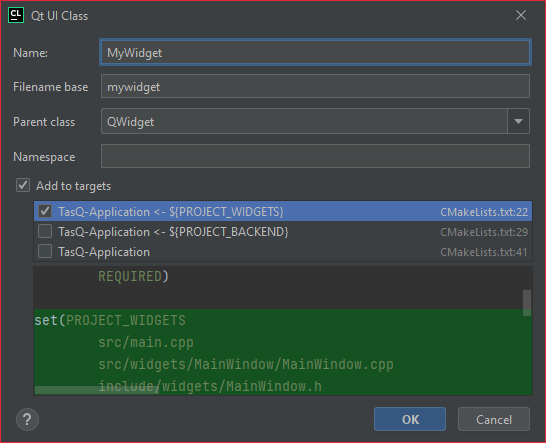 CL Qt UI Class
Name: MyWidget
Filename base mywidget
Parent class QWidget
Namespace
Add to targets
TasQ-Application <- ${PROJECT_WIDGETS} CMakeLists.txt:22
TasQ-Application <- ${PROJECT_BACKEND} CMakeLists.txt:29
TasQ-Application CMakeLists.txt:41
REQUIRED)
set(PROJECT_WIDGETS
src/main.cpp
src/widgets/MainWindow/MainWindow.cpp
include/widgets/MainWindow.h
? OK Cancel